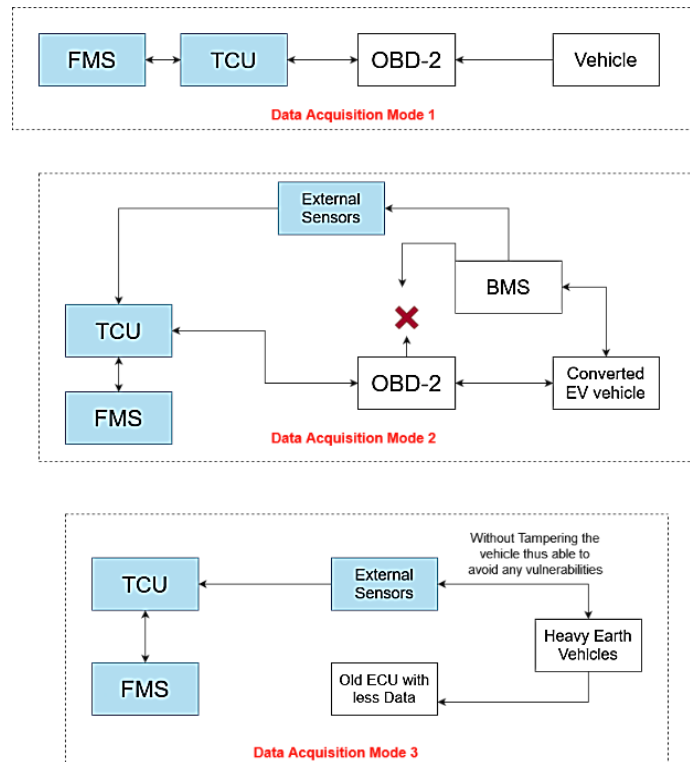 FMS
TCU
OBD-2
Vehicle
Data Acquisition Mode 1
External
Sensors
BMS
TCU
OBD-2
Converted
EV vehicle
FMS
Data Acquisition Mode 2
Without Tampering the
vehicle thus able to
avoid any vulnerabilities
TCU
External
Sensors
Heavy Earth
Vehicles
FMS
Old ECU with
less Data
Data Acquisition Mode 3